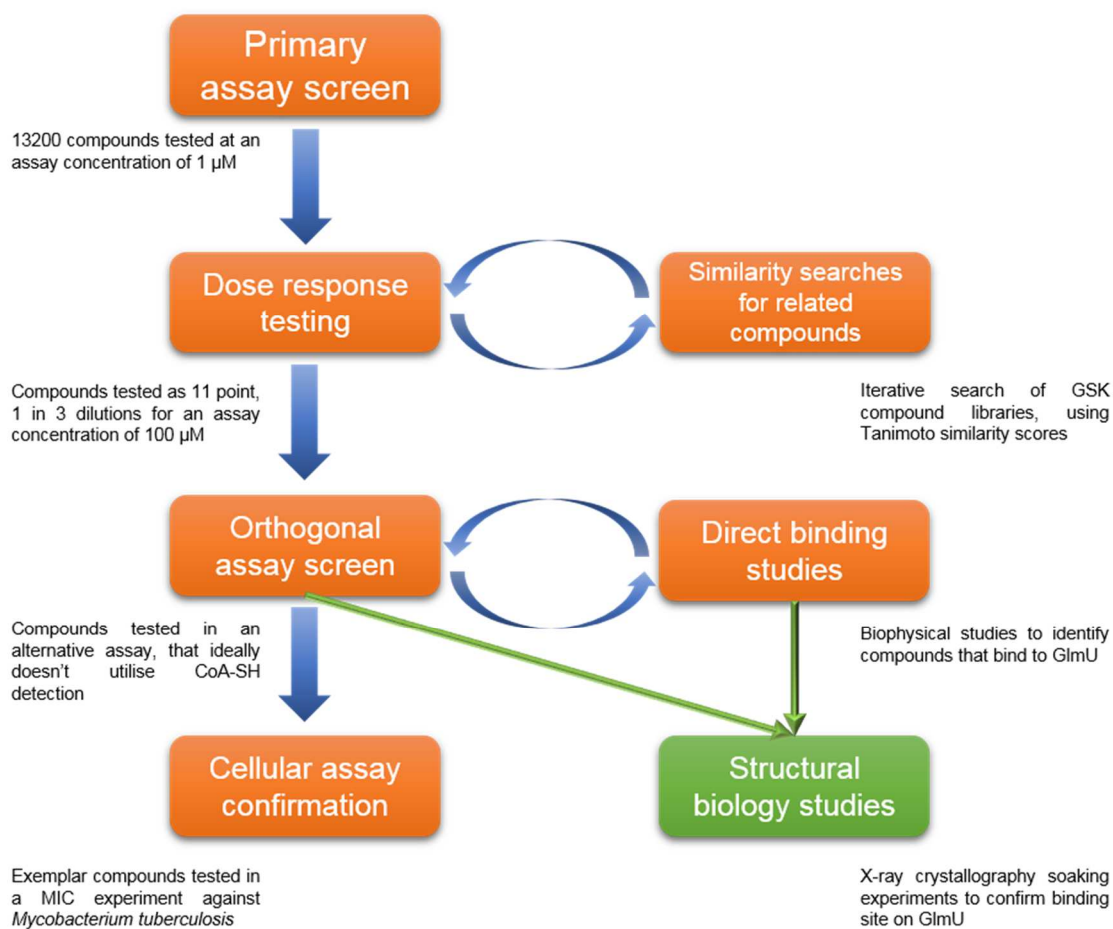 Primary
assay screen
13200 compounds tested at an
assay concentration of 1 µM
Dose response
testing
Similarity searches
for related
compounds
Compounds tested as 11 point,
1 in 3 dilutions for an assay
concentration of 100 µM
Iterative search of GSK
compound libraries, using
Tanimoto similarity scores
Orthogonal
assay screen
Direct binding
studies
Compounds tested in an
alternative assay, that ideally
doesn't utilise CoA-SH
detection
Biophysical studies to identify
compounds that bind to GlmU
Cellular assay
confirmation
Structural
biology studies
Exemplar compounds tested in
a MIC experiment against
Mycobacterium tuberculosis
X-ray crystallography soaking
experiments to confirm binding
site on GlmU